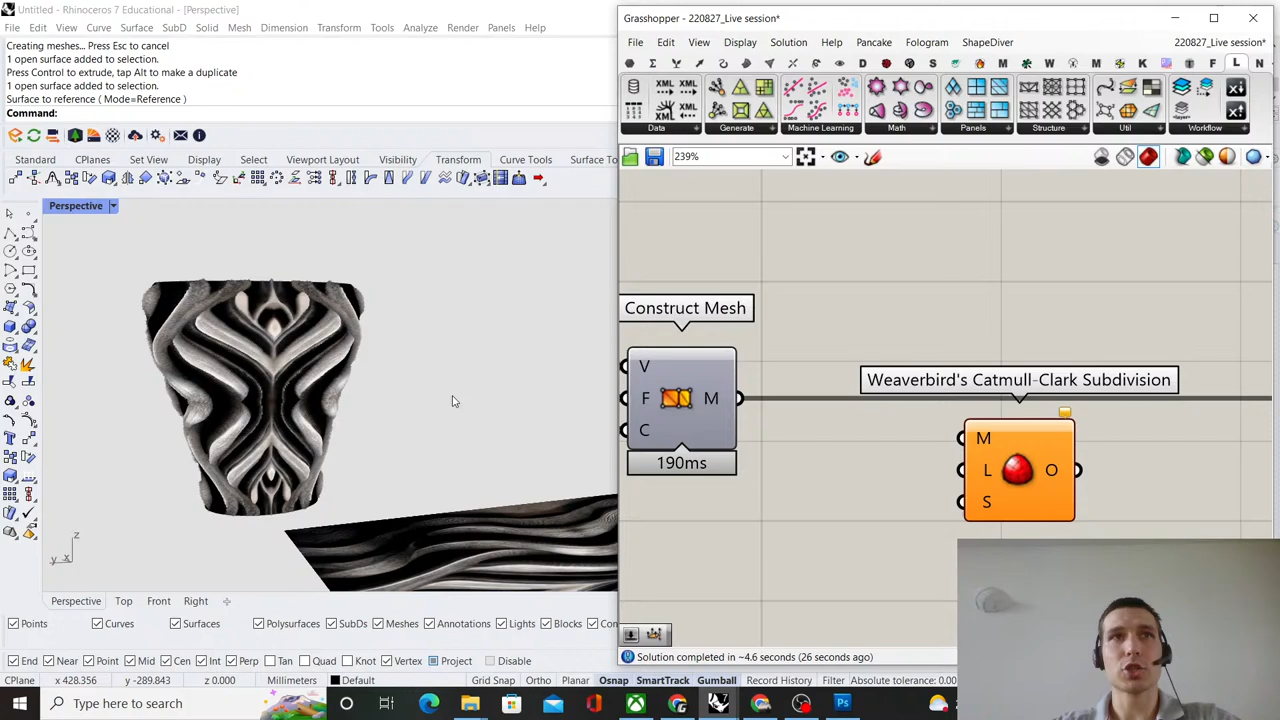 Untitled - Rhinoceros 7 Educational - [Perspective]
File Edit View Curve Surface SubD Solid Mesh Dimension Transform Tools Analyze Render Panels Help
Creating meshes... Press Esc to cancel
1 open surface added to selection.
Press Control to extrude, tap Alt to make a duplicate
1 open surface added to selection.
Surface to reference ( Mode=Reference )
Command:
Standard CPlanes Set View Display Select Viewport Layout Visibility Transform Curve Tools Surface To
Perspective
z
y x
Perspective Top Front Right
Points Curves Surfaces Polysurfaces SubDs Meshes Annotations Lights Blocks Con
End Near Point Mid Cen Int Perp Tan Quad Knot Vertex Project Disable
CPlane x 428.356 y -289.843 z 0.000 Millimeters Default Grid Snap Ortho Planar Osnap SmartTrack Gumball Record History Filter Absolute tolerance: 0.00
Type here to search
Grasshopper - 220827_Live session*
File Edit View Display Solution Help Pancake Fologram ShapeDiver 220827_Live session*
Data Generate Machine Learning Math Panels Structure Util Workflow
239%
Construct Mesh
V
F M
C
190ms
Weaverbird's Catmull-Clark Subdivision
M
L O
S
Solution completed in ~4.6 seconds (26 seconds ago)